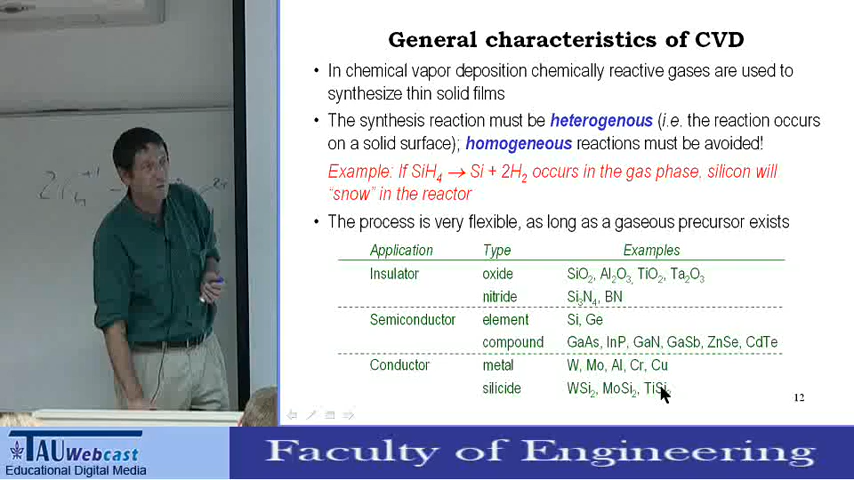 General characteristics of CVD
• In chemical vapor deposition chemically reactive gases are used to
synthesize thin solid films
• The synthesis reaction must be heterogenous (i.e. the reaction occurs
on a solid surface); homogeneous reactions must be avoided!
Example: If SiH4 → Si + 2H2 occurs in the gas phase, silicon will
"snow" in the reactor
• The process is very flexible, as long as a gaseous precursor exists
Application Type Examples
Insulator oxide SiO2, Al2O3, TiO2, Ta2O3
nitride Si3N4, BN
Semiconductor element Si, Ge
compound GaAs, InP, GaN, GaSb, ZnSe, CdTe
Conductor metal W, Mo, Al, Cr, Cu
silicide WSi2, MoSi2, TiSi2
12
TAU Webcast
Educational Digital Media
Faculty of Engineering